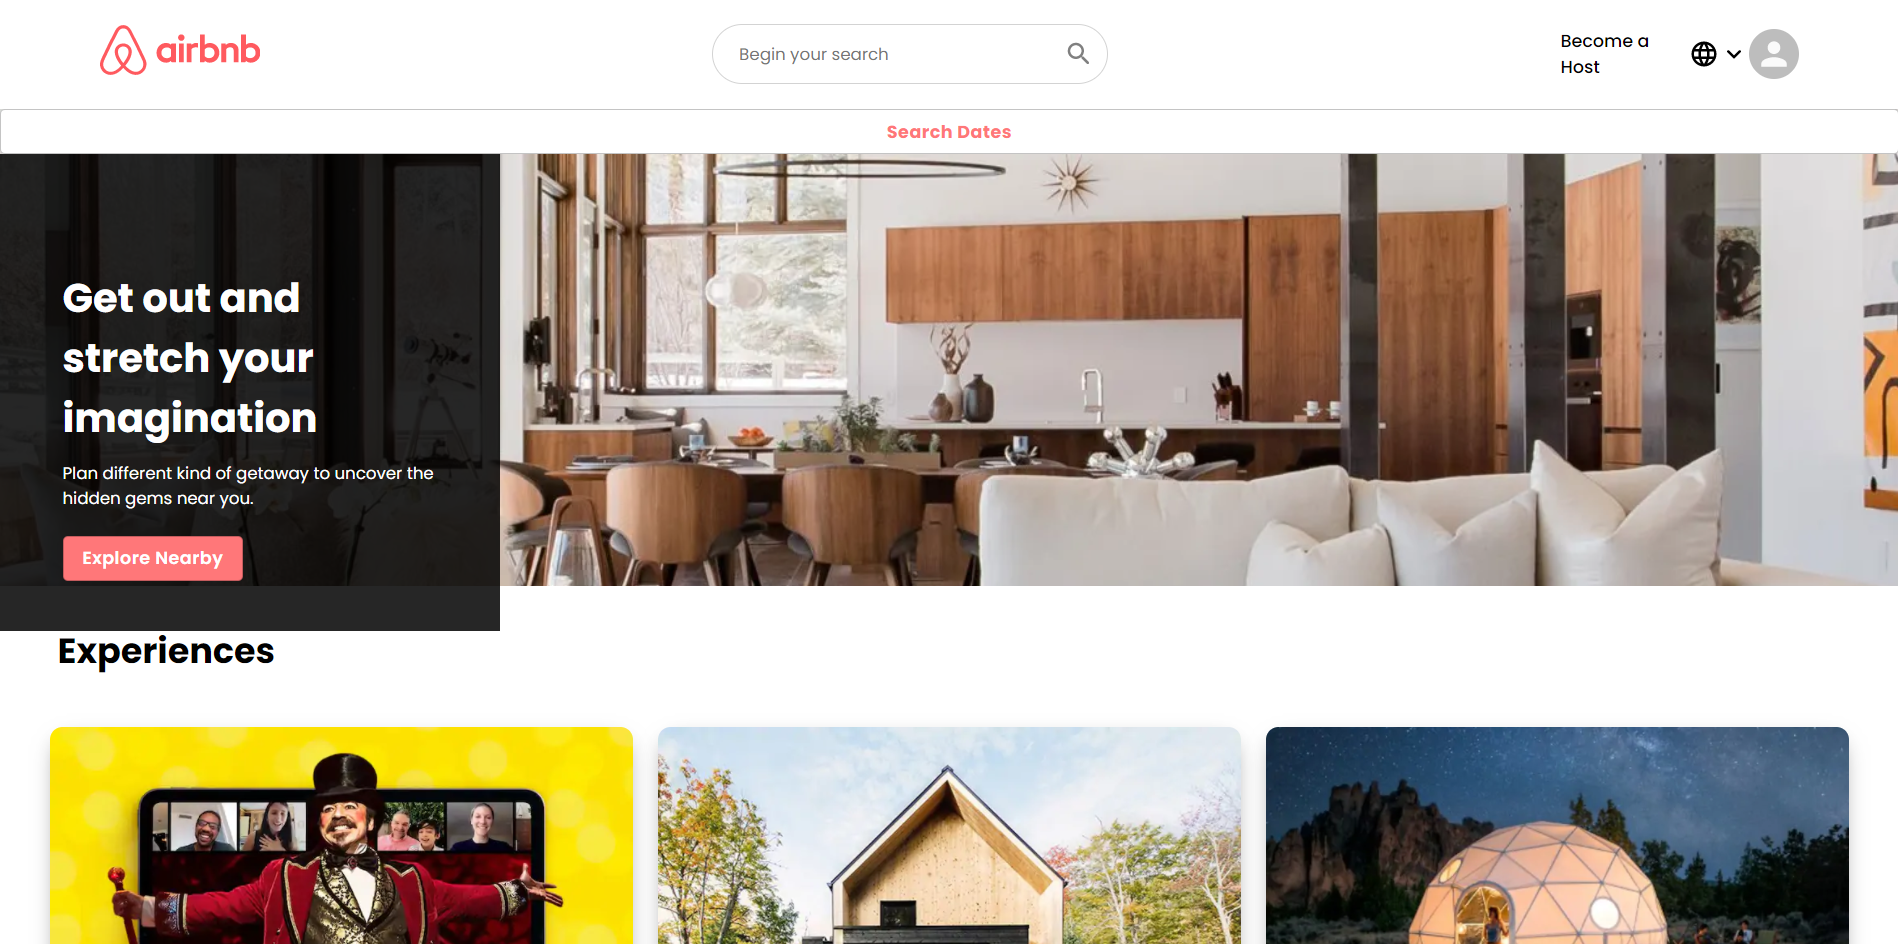 airbnb
Begin your search
Become a
Host
Search Dates
Get out and
stretch your
imagination
Plan different kind of getaway to uncover the
hidden gems near you.
Explore Nearby
Experiences